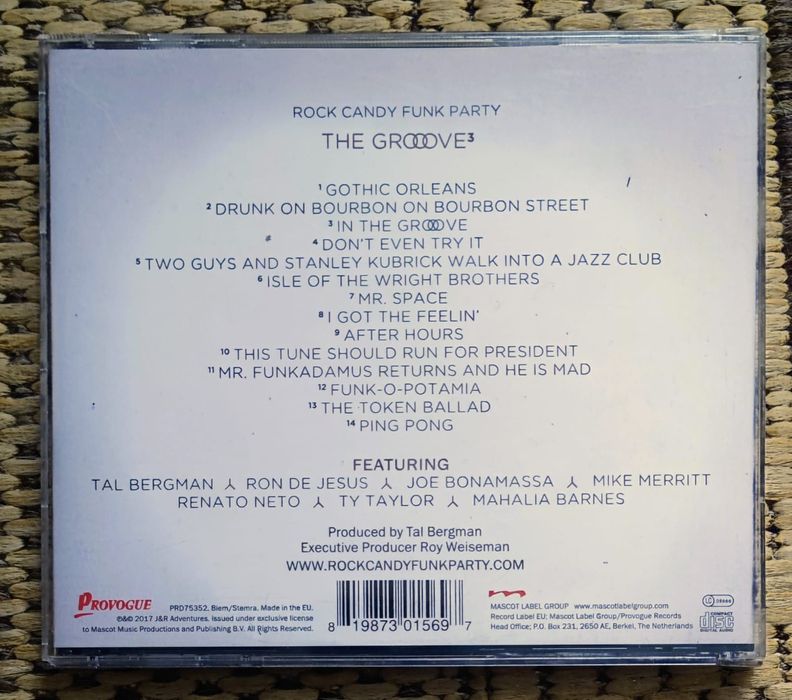 ROCK CANDY FUNK PARTY
THE GROOOVE³
¹ GOTHIC ORLEANS
² DRUNK ON BOURBON ON BOURBON STREET
³ IN THE GROOVE
⁴ DON'T EVEN TRY IT
⁵ TWO GUYS AND STANLEY KUBRICK WALK INTO A JAZZ CLUB
⁶ ISLE OF THE WRIGHT BROTHERS
⁷ MR. SPACE
⁸ I GOT THE FEELIN'
⁹ AFTER HOURS
¹⁰ THIS TUNE SHOULD RUN FOR PRESIDENT
¹¹ MR. FUNKADAMUS RETURNS AND HE IS MAD
¹² FUNK-O-POTAMIA
¹³ THE TOKEN BALLAD
¹⁴ PING PONG
FEATURING
TAL BERGMAN RON DE JESUS JOE BONAMASSA MIKE MERRITT
RENATO NETO TY TAYLOR MAHALIA BARNES
Produced by Tal Bergman
Executive Producer Roy Weiseman
WWW.ROCKCANDYFUNKPARTY.COM
PROVOGUE
PRD75352. Biem/Stemra. Made in the EU.
℗&© 2017 J&R Adventures. Issued under exclusive license
to Mascot Music Productions and Publishing B.V. All Rights Reserved.
8 19873 01569 7
MASCOT LABEL GROUP www.mascotlabelgroup.com
Record Label EU; Mascot Label Group/Provogue Records
Head Office; P.O. Box 231, 2650 AE, Berkel, The Netherlands
LC
COMPACT
disc
DIGITAL AUDIO